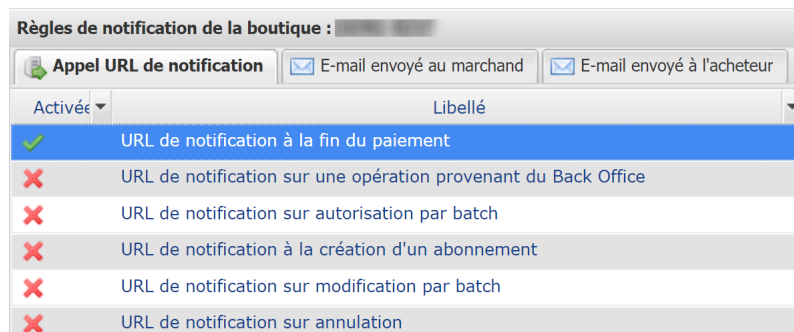 Règles de notification de la boutique :
Appel URL de notification E-mail envoyé au marchand E-mail envoyé à l'acheteur
Activée Libellé
URL de notification à la fin du paiement
URL de notification sur une opération provenant du Back Office
URL de notification sur autorisation par batch
URL de notification à la création d'un abonnement
URL de notification sur modification par batch
URL de notification sur annulation